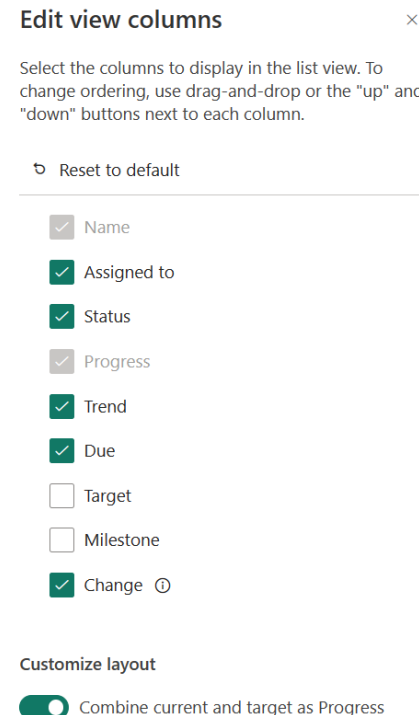 Edit view columns
Select the columns to display in the list view. To
change ordering, use drag-and-drop or the "up" and
"down" buttons next to each column.
Reset to default
Name
Assigned to
Status
Progress
Trend
Due
Target
Milestone
Change
Customize layout
Combine current and target as Progress